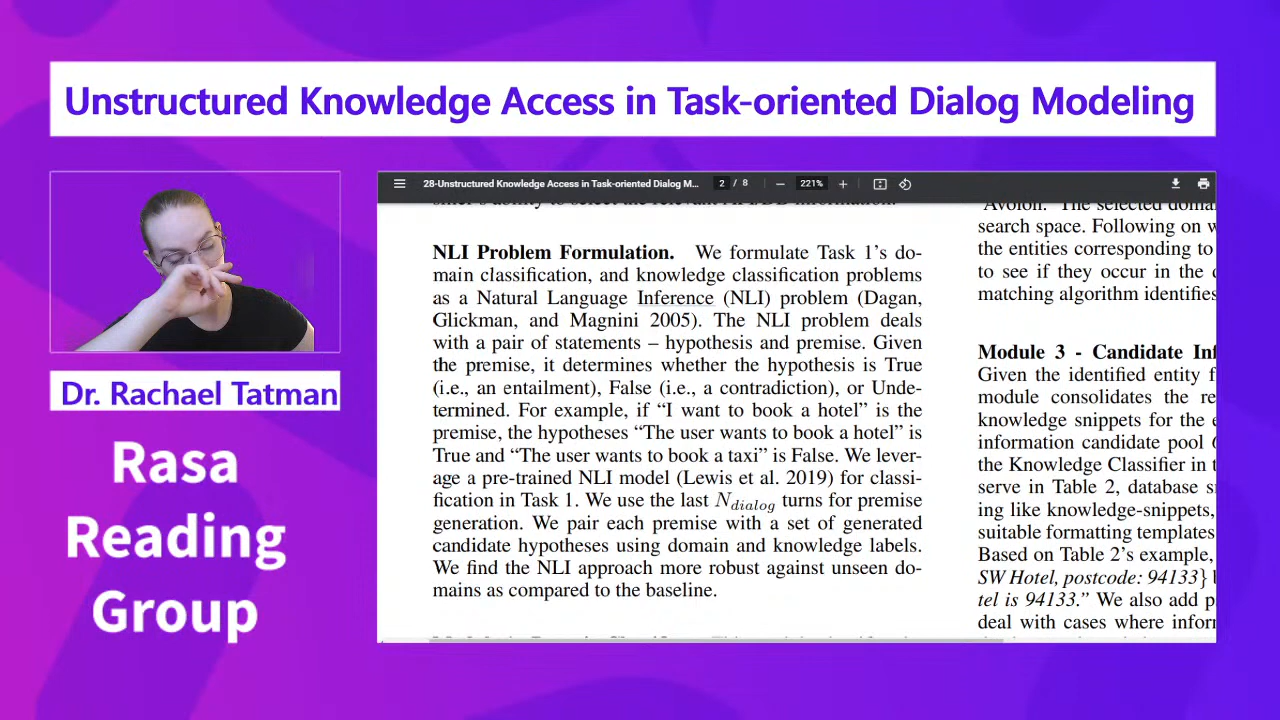 Unstructured Knowledge Access in Task-oriented Dialog Modeling
28-Unstructured Knowledge Access in Task-oriented Dialog M...
2 / 8
221%
Dr. Rachael Tatman
Rasa
Reading
Group
NLI Problem Formulation. We formulate Task 1's do-
main classification, and knowledge classification problems
as a Natural Language Inference (NLI) problem (Dagan,
Glickman, and Magnini 2005). The NLI problem deals
with a pair of statements – hypothesis and premise. Given
the premise, it determines whether the hypothesis is True
(i.e., an entailment), False (i.e., a contradiction), or Unde-
termined. For example, if “I want to book a hotel” is the
premise, the hypotheses “The user wants to book a hotel” is
True and “The user wants to book a taxi” is False. We lever-
age a pre-trained NLI model (Lewis et al. 2019) for classi-
fication in Task 1. We use the last N_dialog turns for premise
generation. We pair each premise with a set of generated
candidate hypotheses using domain and knowledge labels.
We find the NLI approach more robust against unseen do-
mains as compared to the baseline.
Avolon." The selected
search space. Following on
the entities corresponding to
to see if they occur in the
matching algorithm identifies
Module 3 - Candidate
Given the identified entity
module consolidates the
knowledge snippets for the
information candidate pool
the Knowledge Classifier in
serve in Table 2, database
ing like knowledge-snippets,
suitable formatting templates
Based on Table 2's example,
SW Hotel, postcode: 94133}
tel is 94133.” We also add
deal with cases where